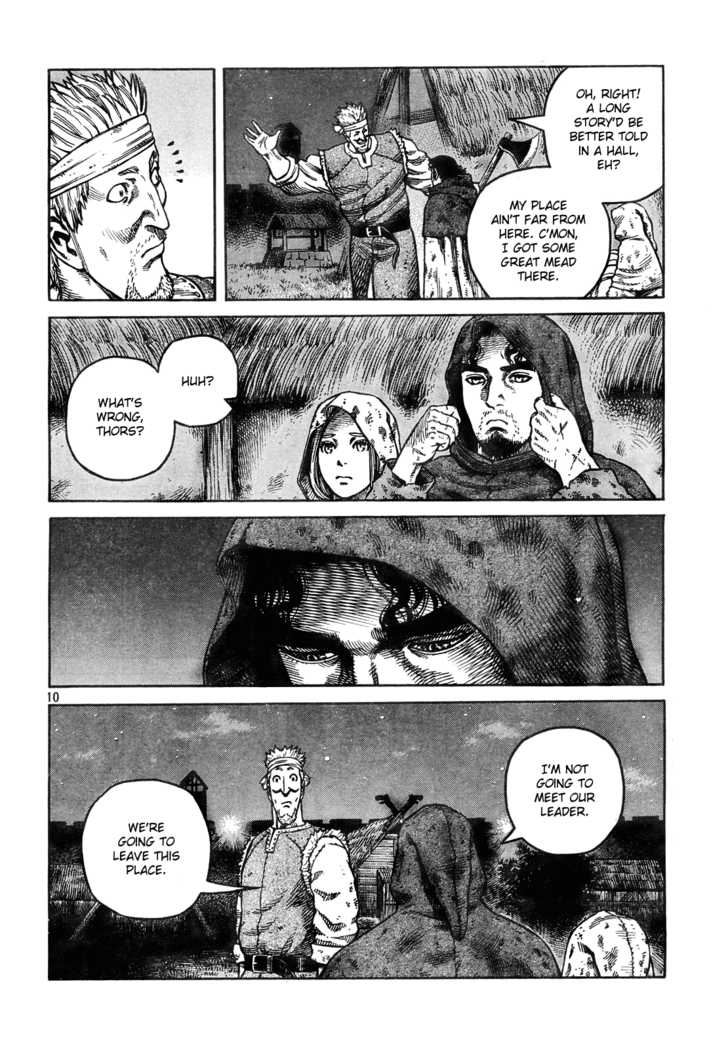 OH, RIGHT!
A LONG
STORY'D BE
BETTER TOLD
IN A HALL,
EH?
MY PLACE
AIN'T FAR FROM
HERE. C'MON,
I GOT SOME
GREAT MEAD
THERE.
HUH?
WHAT'S
WRONG,
THORS?
10
I'M NOT
GOING TO
MEET OUR
LEADER.
WE'RE
GOING TO
LEAVE THIS
PLACE.